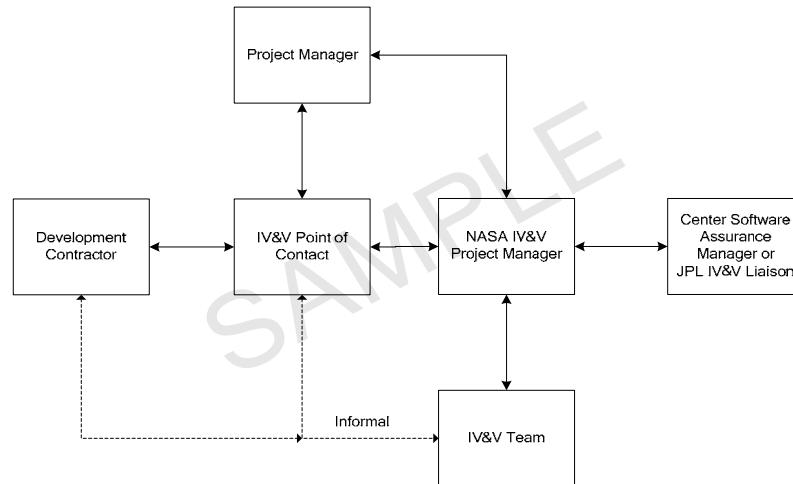 Project Manager
Development
Contractor
IV&V Point of
Contact
NASA IV&V
Project Manager
Center Software
Assurance
Manager or
JPL IV&V Liaison
SAMPLE
Informal
IV&V Team